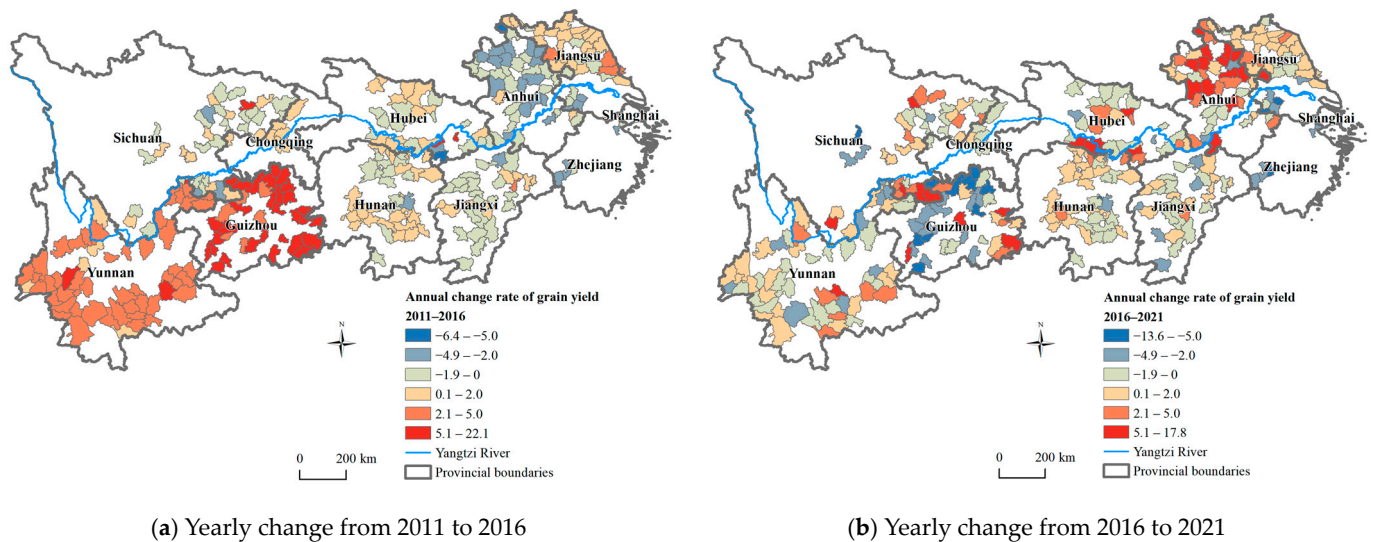 Jiangsu
Anhui
Shanghai
Hubei
Sichuan
Chongqing
Zhejiang
Hunan
Jiangxi
Guizhou
Yunnan
Annual change rate of grain yield
2011–2016
−6.4 – −5.0
−4.9 – −2.0
−1.9 – 0
0.1 – 2.0
2.1 – 5.0
5.1 – 22.1
Yangtzi River
Provincial boundaries
N
0 200 km
(a) Yearly change from 2011 to 2016
Jiangsu
Anhui
Shanghai
Hubei
Sichuan
Chongqing
Zhejiang
Hunan
Jiangxi
Guizhou
Yunnan
Annual change rate of grain yield
2016–2021
−13.6 – −5.0
−4.9 – −2.0
−1.9 – 0
0.1 – 2.0
2.1 – 5.0
5.1 – 17.8
Yangtzi River
Provincial boundaries
N
0 200 km
(b) Yearly change from 2016 to 2021